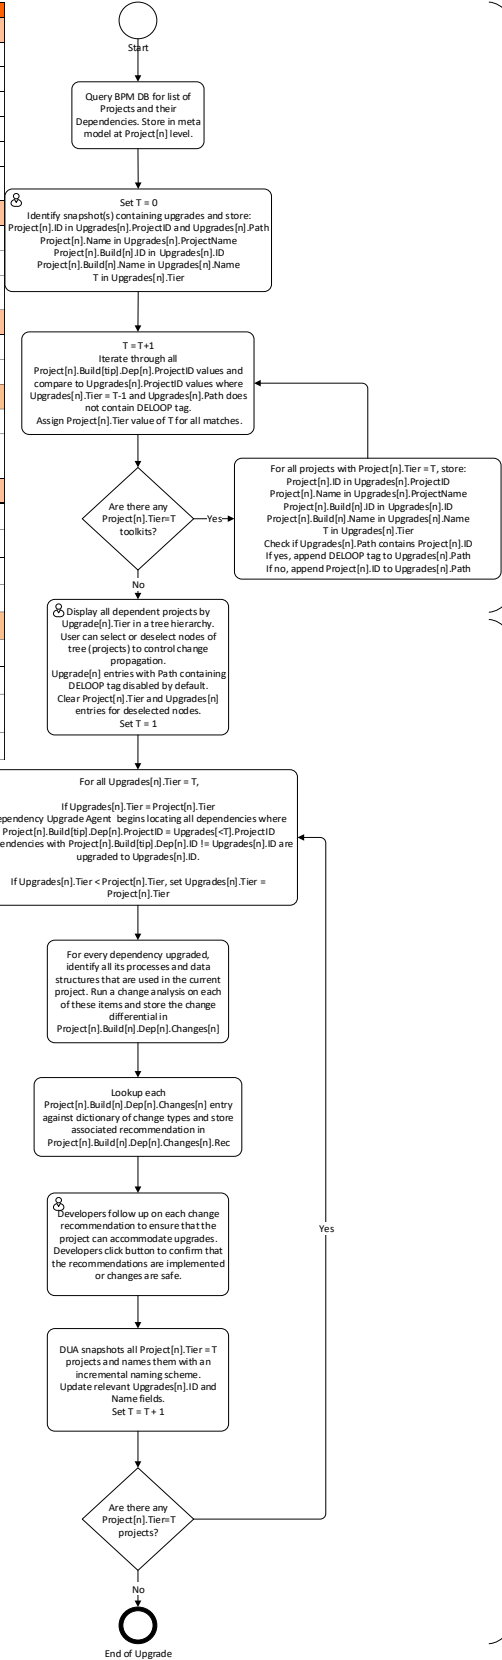 Start
Query BPM DB for list of
Projects and their
Dependencies. Store in meta
model at Project[n] level.
Set T = 0
Identify snapshot(s) containing upgrades and store:
Project[n].ID in Upgrades[n].ProjectID and Upgrades[n].Path
Project[n].Name in Upgrades[n].ProjectName
Project[n].Build[n].ID in Upgrades[n].ID
Project[n].Build[n].Name in Upgrades[n].Name
T in Upgrades[n].Tier
T = T+1
Iterate through all
Project[n].Build[tip].Dep[n].ProjectID values and
compare to Upgrades[n].ProjectID values where
Upgrades[n].Tier = T-1 and Upgrades[n].Path does
not contain DELOOP tag.
Assign Project[n].Tier value of T for all matches.
Are there any
Project[n].Tier=T
toolkits?
Yes
For all projects with Project[n].Tier = T, store:
Project[n].ID in Upgrades[n].ProjectID
Project[n].Name in Upgrades[n].ProjectName
Project[n].Build[n].ID in Upgrades[n].ID
Project[n].Build[n].Name in Upgrades[n].Name
T in Upgrades[n].Tier
Check if Upgrades[n].Path contains Project[n].ID
If yes, append DELOOP tag to Upgrades[n].Path
If no, append Project[n].ID to Upgrades[n].Path
No
Display all dependent projects by
Upgrade[n].Tier in a tree hierarchy.
User can select or deselect nodes of
tree (projects) to control change
propagation.
Upgrade[n] entries with Path containing
DELOOP tag disabled by default.
Clear Project[n].Tier and Upgrades[n]
entries for deselected nodes.
Set T = 1
For all Upgrades[n].Tier = T,
If Upgrades[n].Tier = Project[n].Tier
ependency Upgrade Agent begins locating all dependencies where
Project[n].Build[tip].Dep[n].ProjectID = Upgrades[<T].ProjectID
endencies with Project[n].Build[tip].Dep[n].ID != Upgrades[n].ID are
upgraded to Upgrades[n].ID.
If Upgrades[n].Tier < Project[n].Tier, set Upgrades[n].Tier =
Project[n].Tier
For every dependency upgraded,
identify all its processes and data
structures that are used in the current
project. Run a change analysis on each
of these items and store the change
differential in
Project[n].Build[n].Dep[n].Changes[n]
Lookup each
Project[n].Build[n].Dep[n].Changes[n] entry
against dictionary of change types and store
associated recommendation in
Project[n].Build[n].Dep[n].Changes[n].Rec
Developers follow up on each change
recommendation to ensure that the
project can accommodate upgrades.
Developers click button to confirm that
the recommendations are implemented
or changes are safe.
Yes
DUA snapshots all Project[n].Tier = T
projects and names them with an
incremental naming scheme.
Update relevant Upgrades[n].ID and
Name fields.
Set T = T + 1
Are there any
Project[n].Tier=T
projects?
No
End of Upgrade